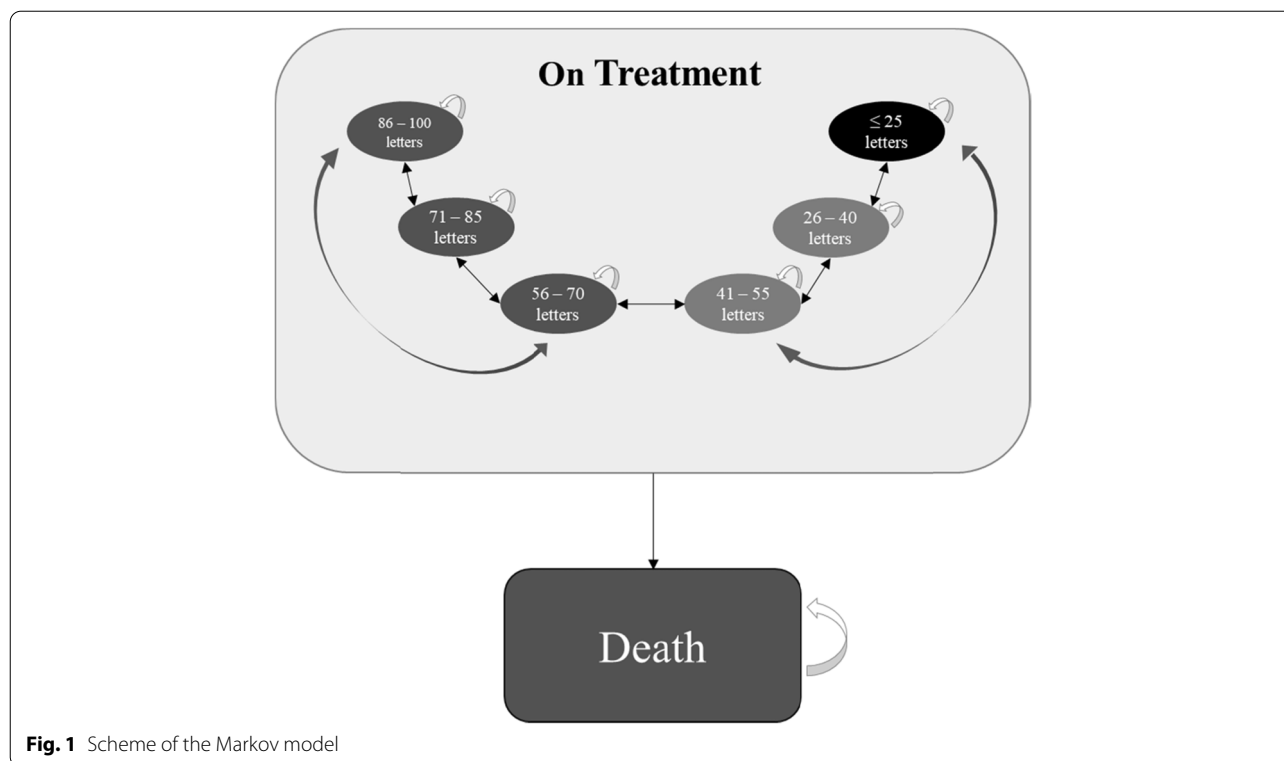 On Treatment
86 – 100
letters
≤ 25
letters
71 – 85
letters
26 – 40
letters
56 – 70
letters
41 – 55
letters
Death
Fig. 1 Scheme of the Markov model